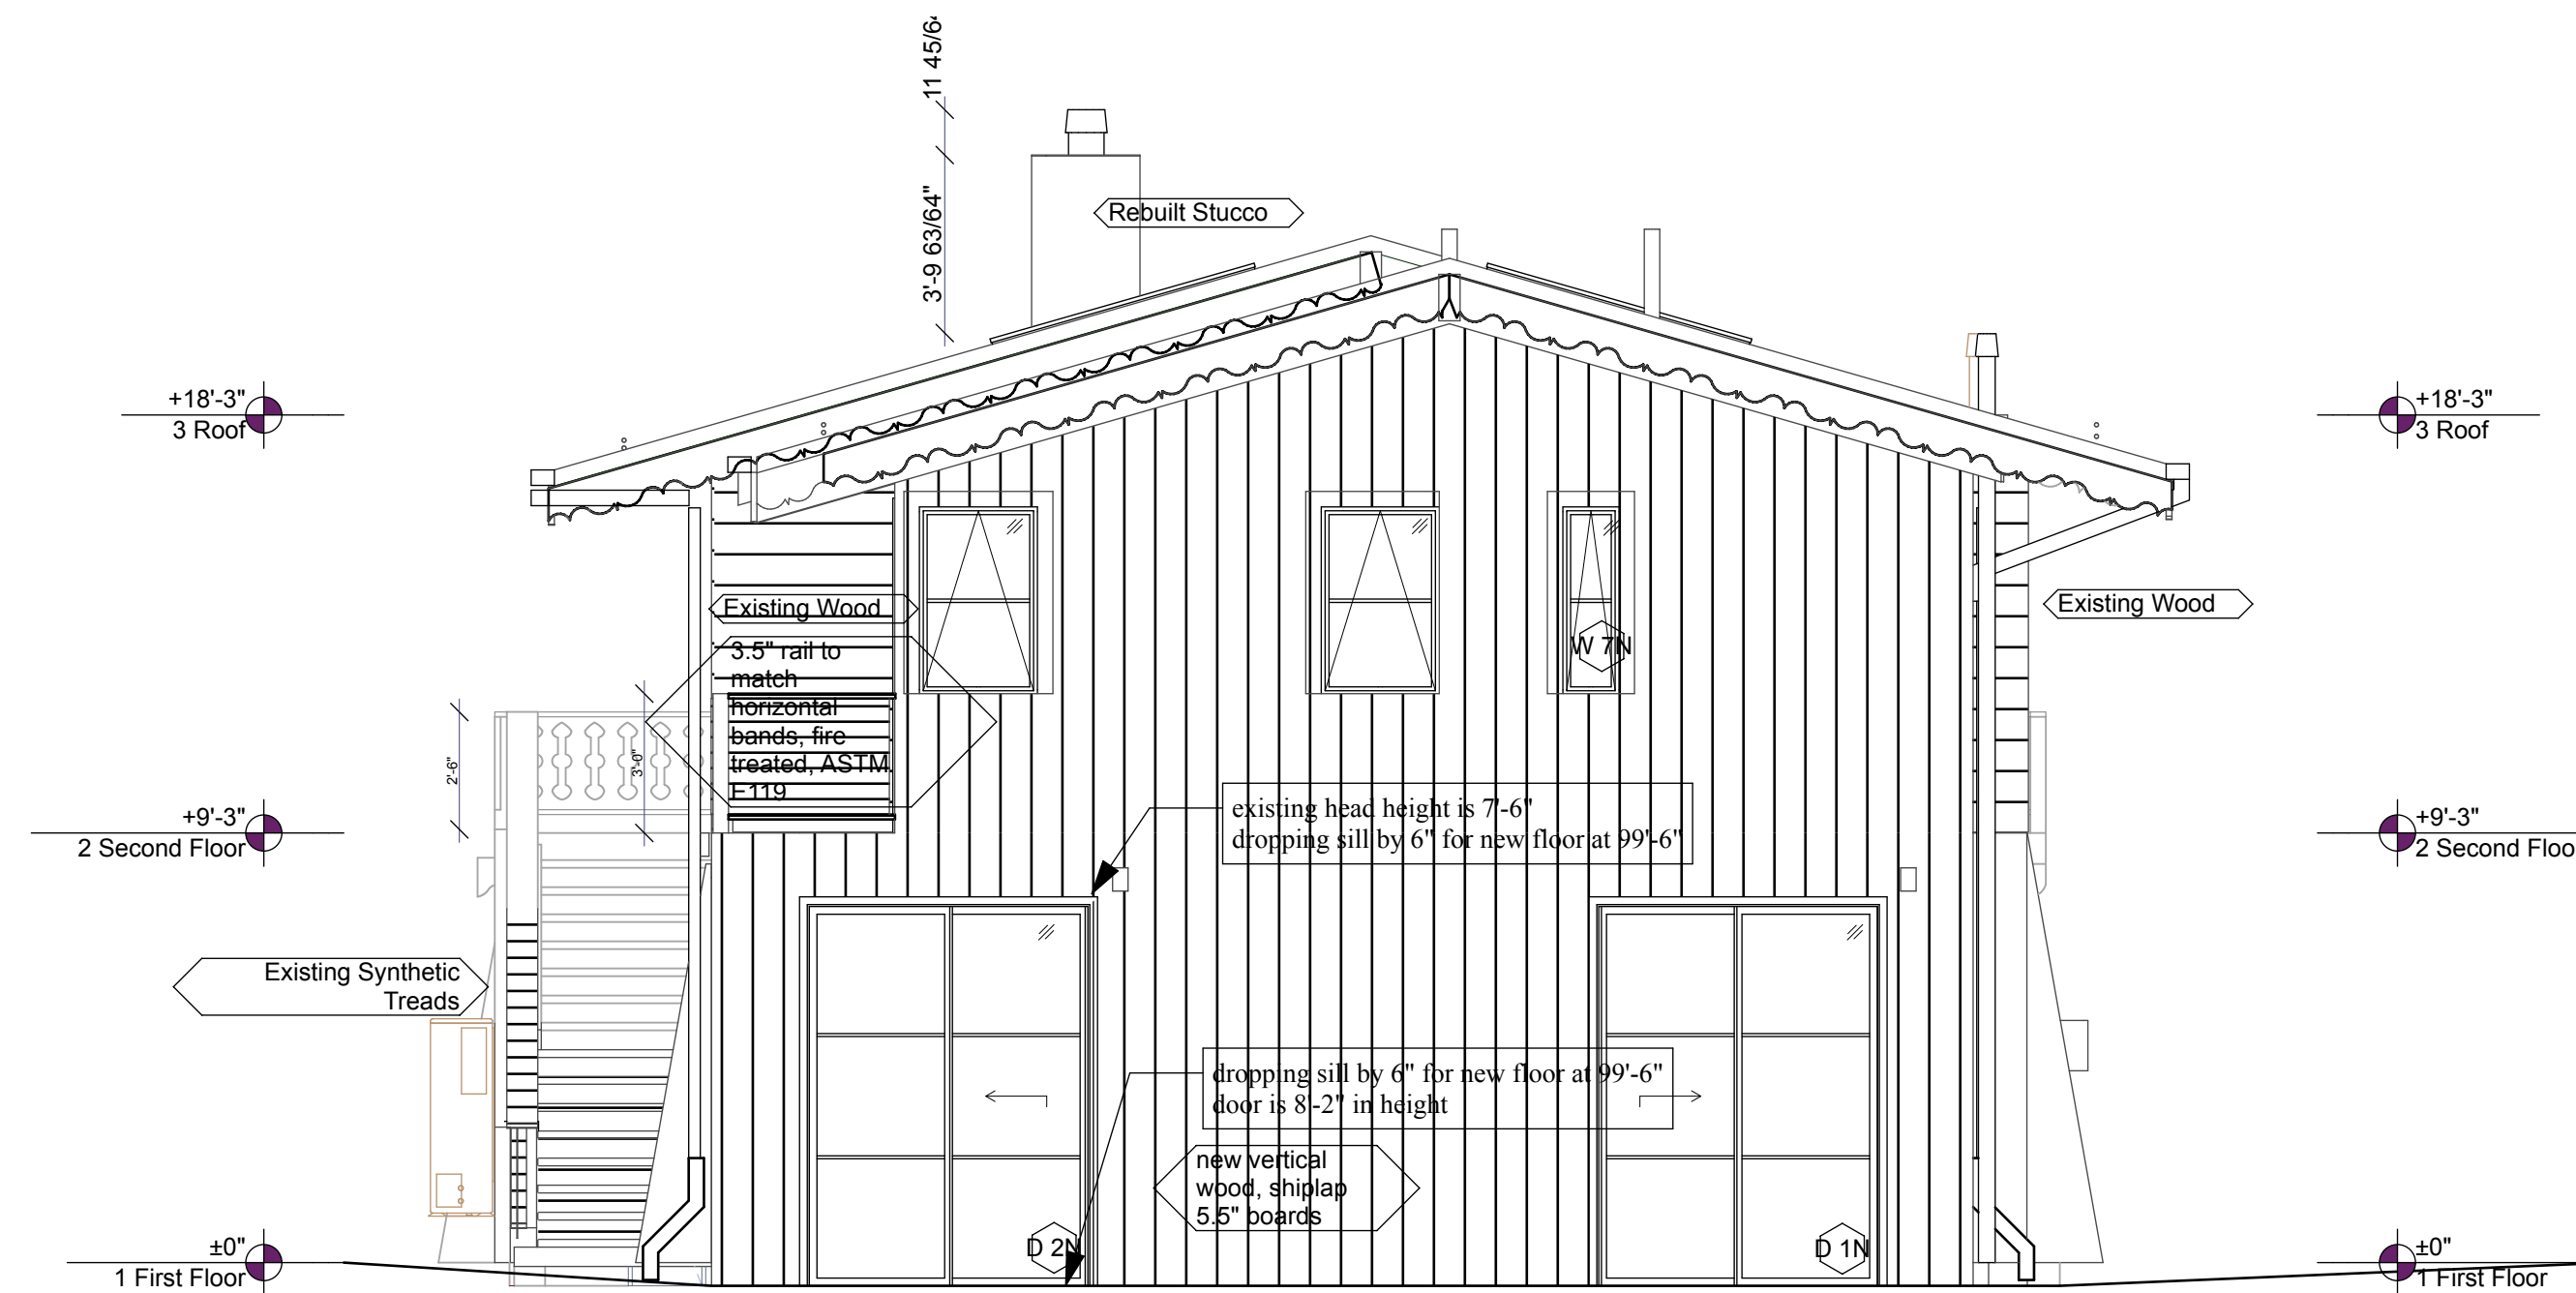 11 45/6
3'-9 63/64"
Rebuilt Stucco
+18'-3"
3 Roof
+18'-3"
3 Roof
Existing Wood
Existing Wood
3.5" rail to
match
horizontal
bands, fire
treated, ASTM
E119
W 7N
2'-6"
3'-0"
+9'-3"
2 Second Floor
existing head height is 7'-6"
dropping sill by 6" for new floor at 99'-6"
+9'-3"
2 Second Floo
Existing Synthetic
Treads
dropping sill by 6" for new floor at 99'-6"
door is 8'-2" in height
new vertical
wood, shiplap
5.5" boards
D 2N
D 1N
±0"
1 First Floor
±0"
1 First Floor